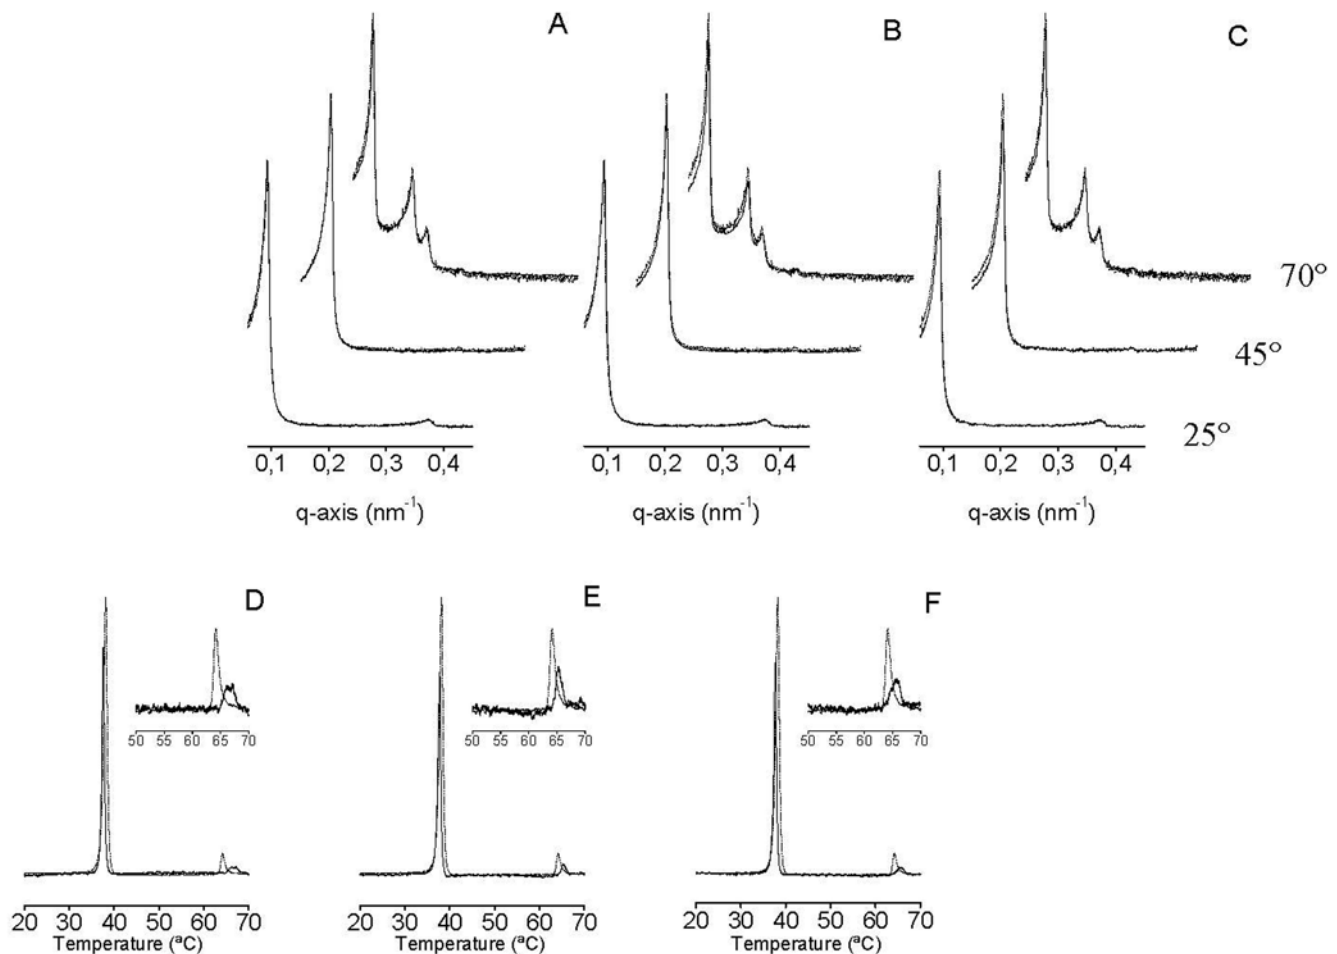 A B C
70°
45°
25°
0,1 0,2 0,3 0,4 0,1 0,2 0,3 0,4 0,1 0,2 0,3 0,4
q-axis (nm⁻¹) q-axis (nm⁻¹) q-axis (nm⁻¹)
D E F
50 55 60 65 70 50 55 60 65 70 50 55 60 65 70
20 30 40 50 60 70 20 30 40 50 60 70 20 30 40 50 60 70
Temperature (ªC) Temperature (ªC) Temperature (ªC)